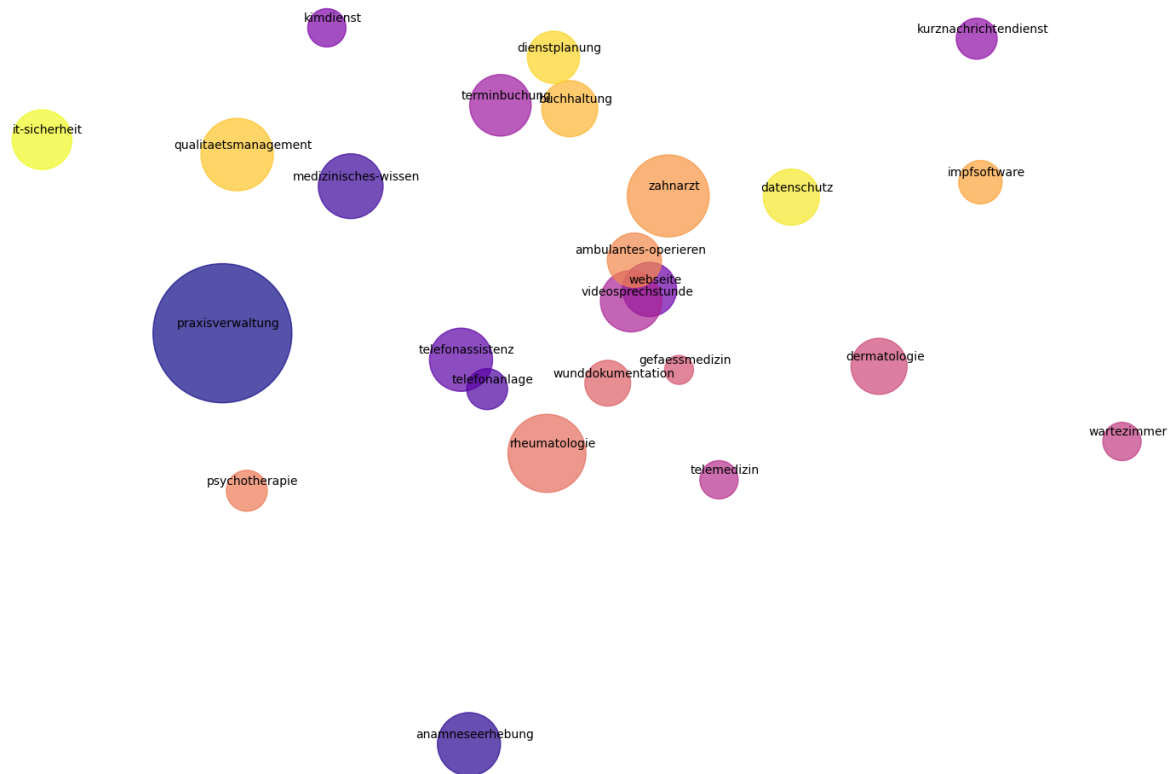 kimdienst
kurznachrichtendienst
dienstplanung
terminbuchung
buchhaltung
it-sicherheit
qualitaetsmanagement
medizinisches-wissen
zahnarzt
datenschutz
impfsoftware
ambulantes-operieren
webseite
videosprechstunde
praxisverwaltung
telefonassistenz
telefonanlage
gefaessmedizin
wunddokumentation
dermatologie
rheumatologie
wartezimmer
telemedizin
psychotherapie
anamneseerhebung